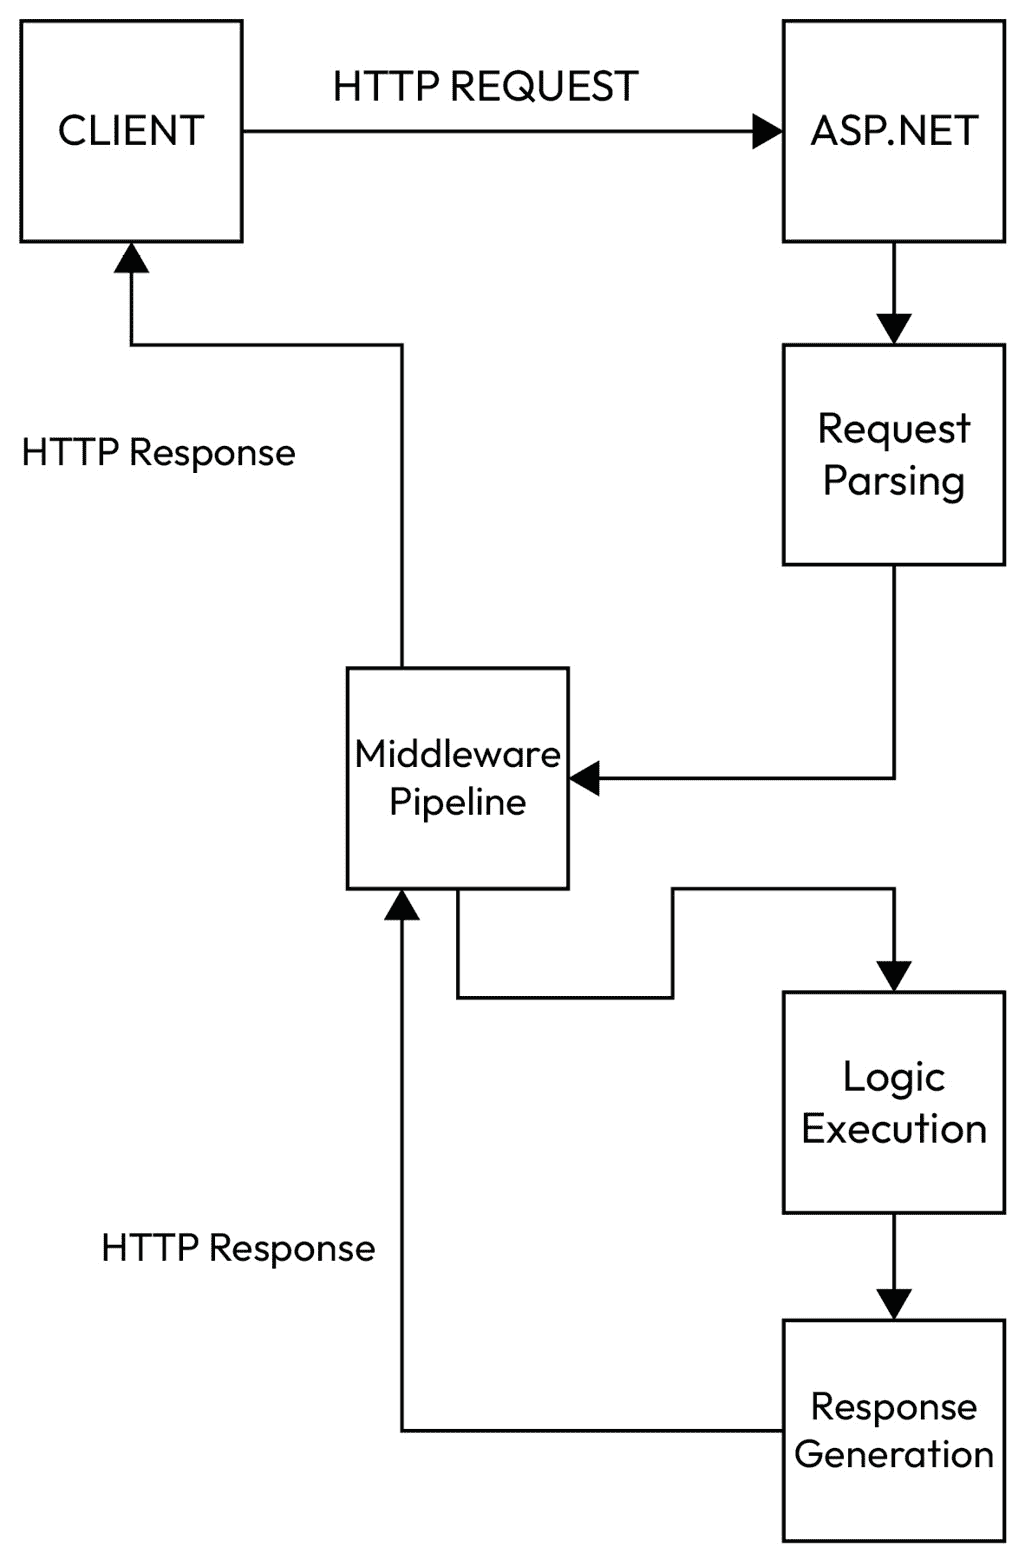 CLIENT
HTTP REQUEST
ASP.NET
Request
Parsing
HTTP Response
Middleware
Pipeline
Logic
Execution
HTTP Response
Response
Generation